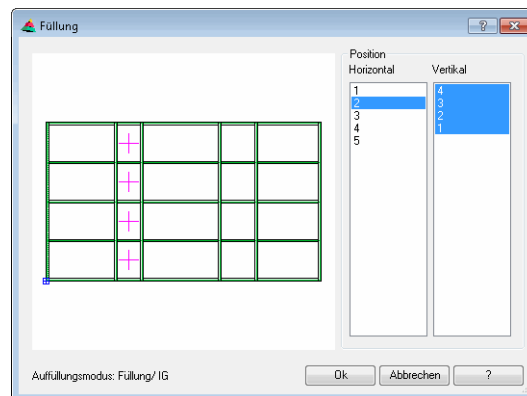 Füllung
?
Position
Horizontal Vertikal
1 4
2 3
3 2
4 1
5
Auffüllungsmodus: Füllung/ IG
Ok Abbrechen ?